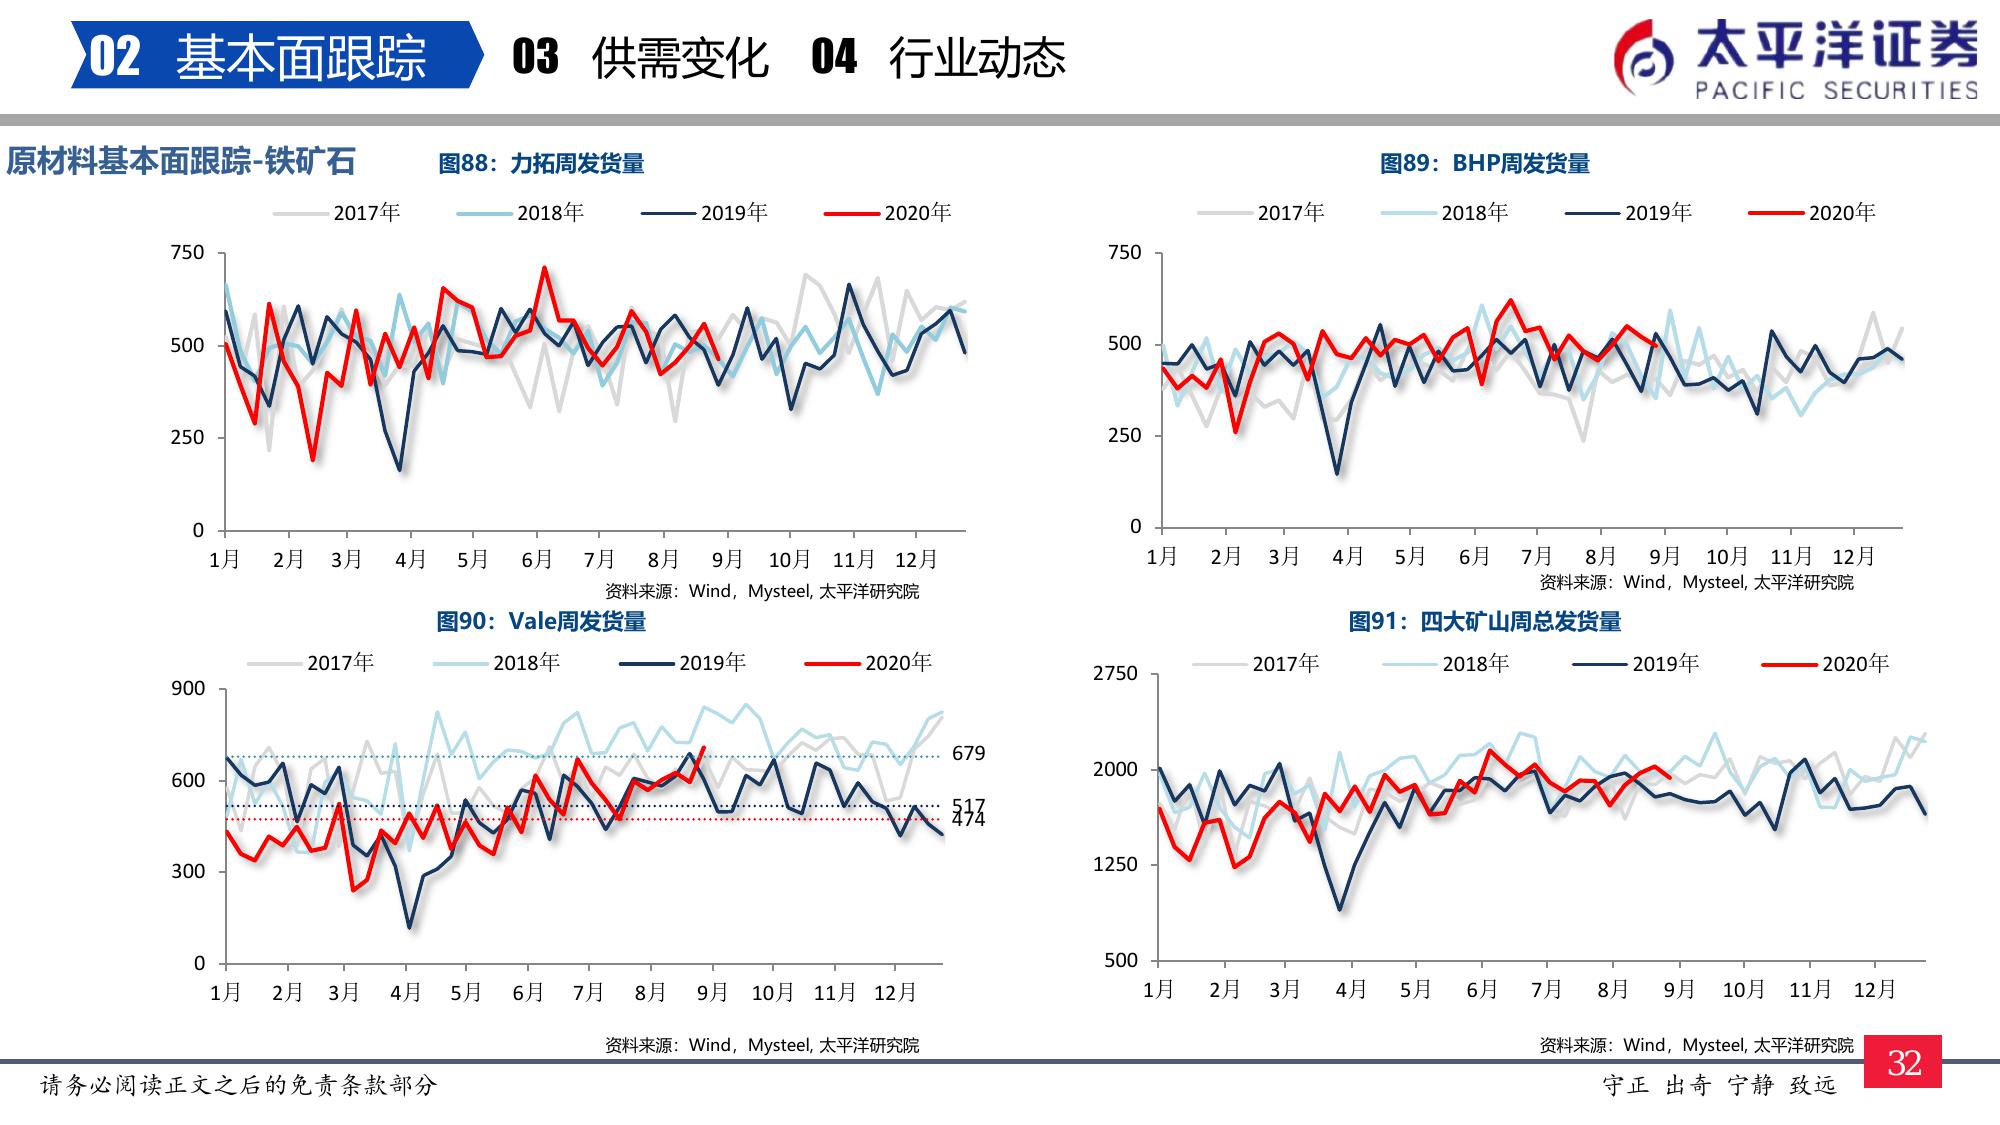 02 基本面跟踪 03 供需变化 04 行业动态
太平洋证券
PACIFIC SECURITIES
原材料基本面跟踪-铁矿石
图88：力拓周发货量
2017年 2018年 2019年 2020年
750
500
250
0
1月 2月 3月 4月 5月 6月 7月 8月 9月 10月 11月 12月
资料来源：Wind，Mysteel, 太平洋研究院
图89：BHP周发货量
2017年 2018年 2019年 2020年
750
500
250
0
1月 2月 3月 4月 5月 6月 7月 8月 9月 10月 11月 12月
资料来源：Wind，Mysteel, 太平洋研究院
图90：Vale周发货量
2017年 2018年 2019年 2020年
900
600
300
0
679
517
474
1月 2月 3月 4月 5月 6月 7月 8月 9月 10月 11月 12月
资料来源：Wind，Mysteel, 太平洋研究院
图91：四大矿山周总发货量
2017年 2018年 2019年 2020年
2750
2000
1250
500
1月 2月 3月 4月 5月 6月 7月 8月 9月 10月 11月 12月
资料来源：Wind，Mysteel, 太平洋研究院
32
请务必阅读正文之后的免责条款部分
守正 出奇 宁静 致远